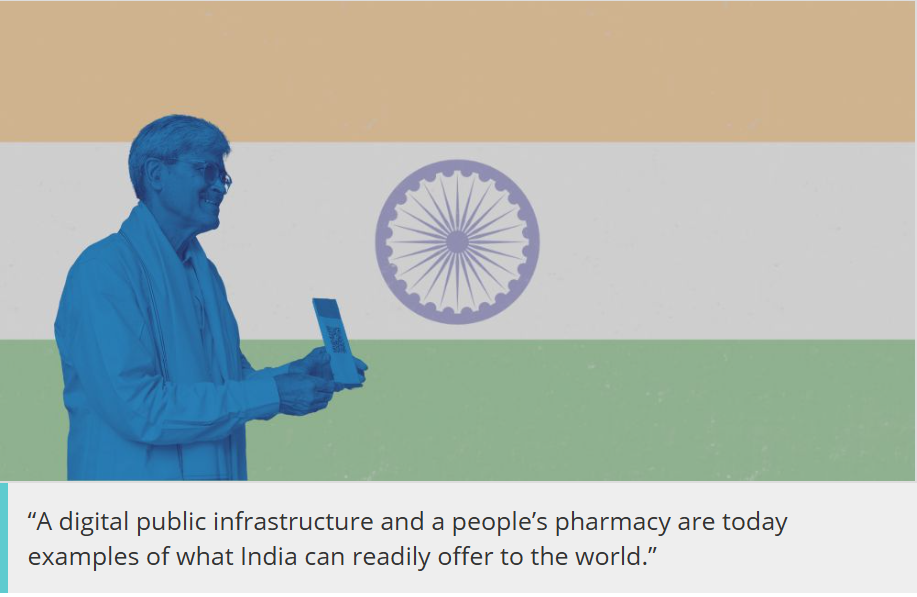 “A digital public infrastructure and a people’s pharmacy are today
examples of what India can readily offer to the world.”